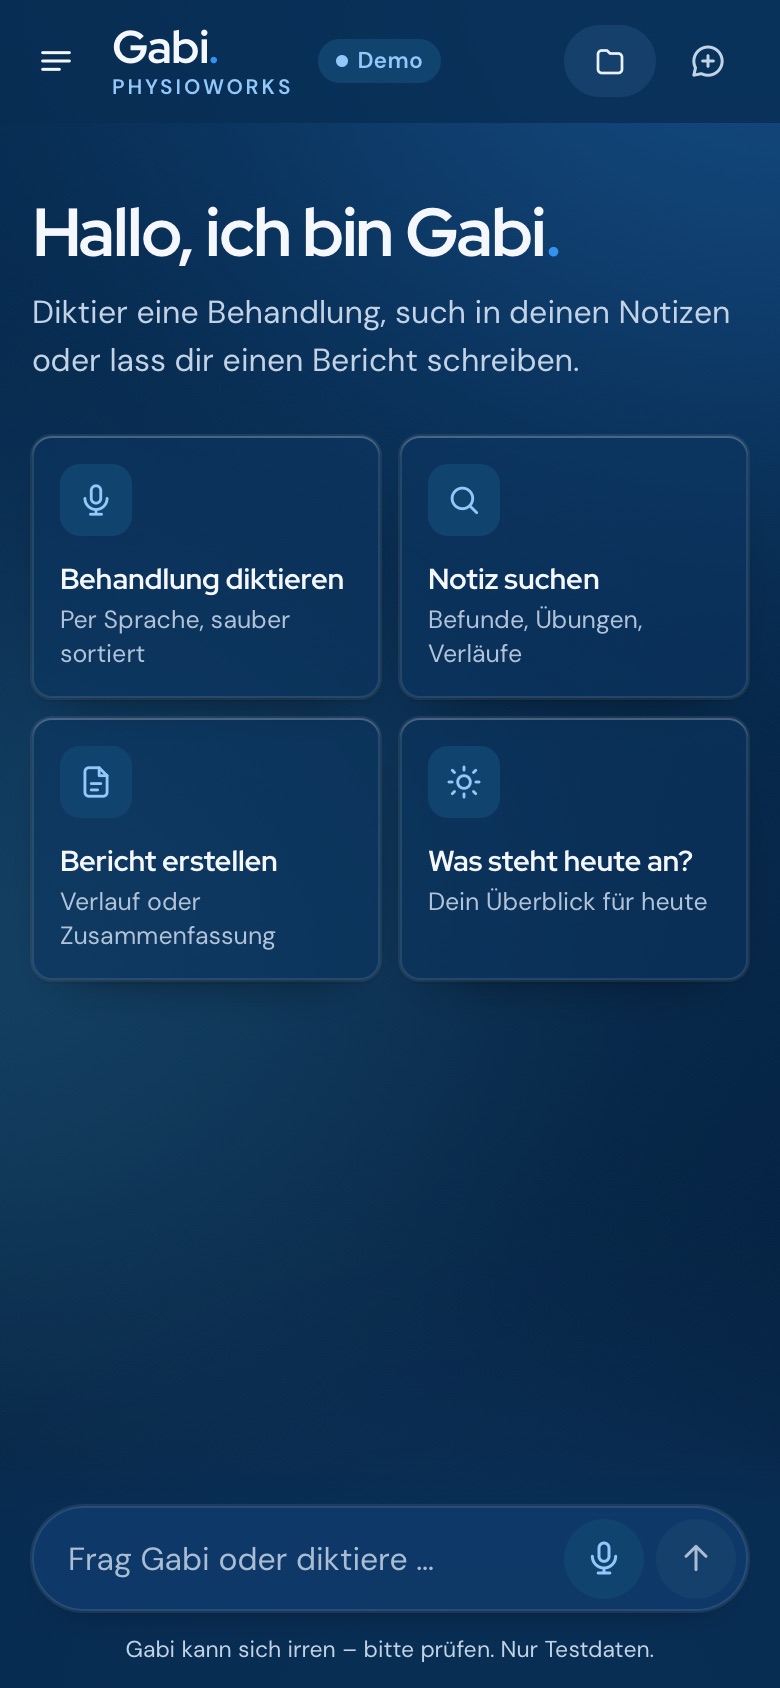 Gabi.
PHYSIOWORKS
Demo
Hallo, ich bin Gabi.
Diktier eine Behandlung, such in deinen Notizen
oder lass dir einen Bericht schreiben.
Behandlung diktieren
Per Sprache, sauber
sortiert
Notiz suchen
Befunde, Übungen,
Verläufe
Bericht erstellen
Verlauf oder
Zusammenfassung
Was steht heute an?
Dein Überblick für heute
Frag Gabi oder diktiere ...
Gabi kann sich irren – bitte prüfen. Nur Testdaten.